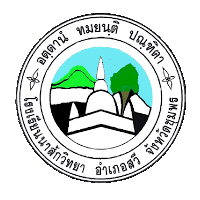 อตฺตานํ ทมยนฺติ ปณฺฑิตา
โรงเรียนนาสักวิทยา อำเภอสวี จังหวัดชุมพร